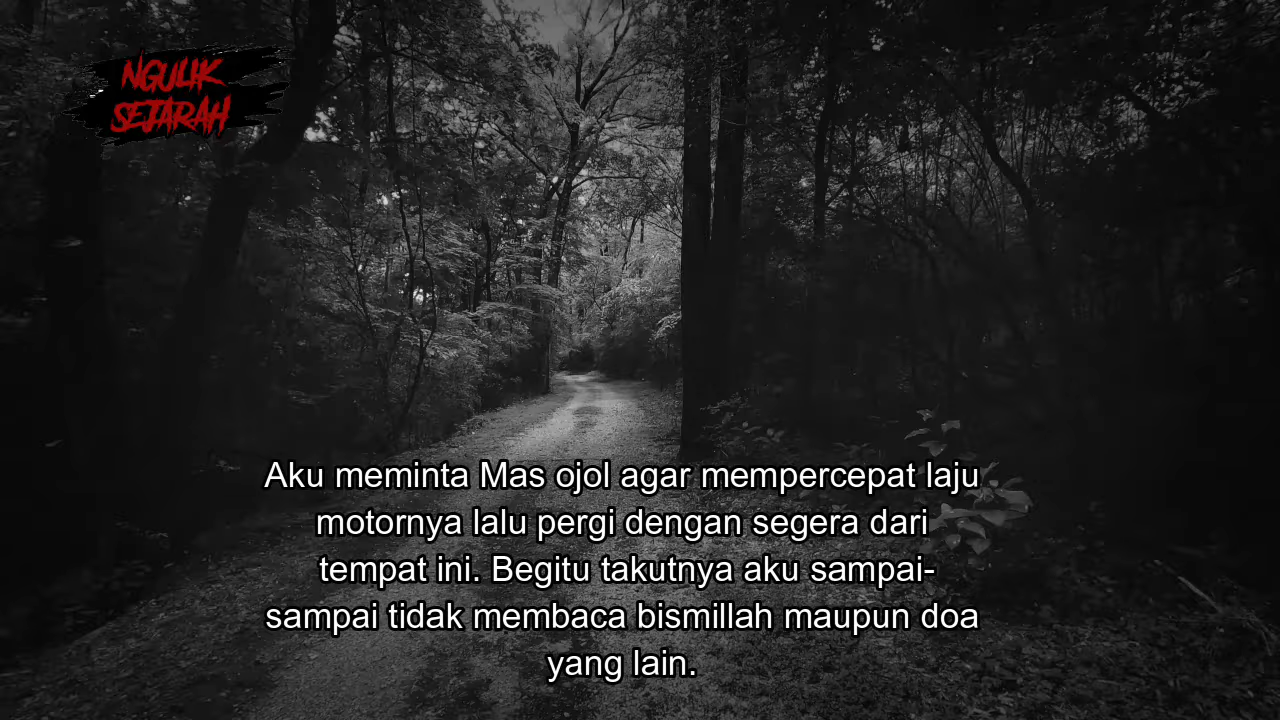 NGULIK
SEJARAH
Aku meminta Mas ojol agar mempercepat laju
motornya lalu pergi dengan segera dari
tempat ini. Begitu takutnya aku sampai-
sampai tidak membaca bismillah maupun doa
yang lain.